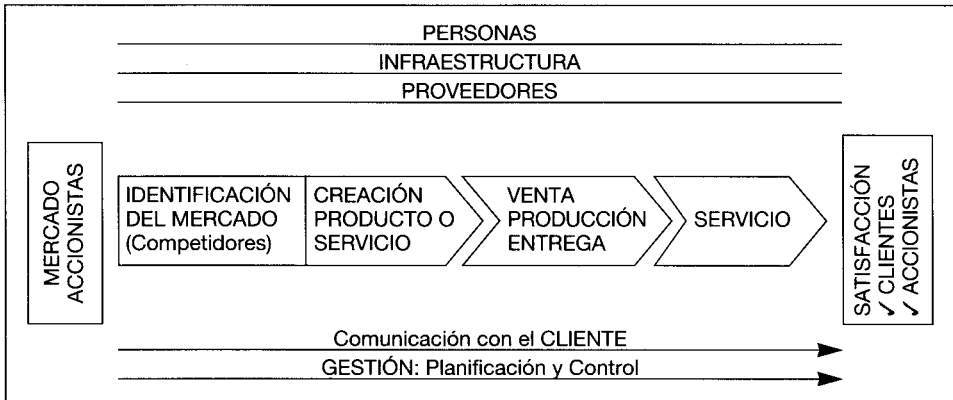 PERSONAS
INFRAESTRUCTURA
PROVEEDORES
MERCADO
ACCIONISTAS
IDENTIFICACIÓN
DEL MERCADO
(Competidores)
CREACIÓN
PRODUCTO O
SERVICIO
VENTA
PRODUCCIÓN
ENTREGA
SERVICIO
SATISFACCIÓN
✓ CLIENTES
✓ ACCIONISTAS
Comunicación con el CLIENTE
GESTIÓN: Planificación y Control